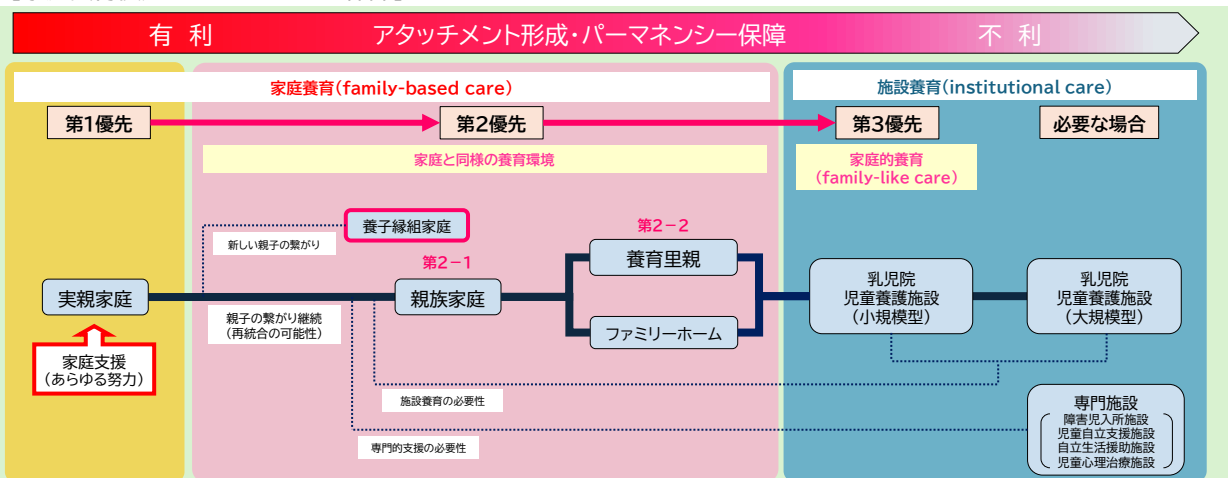 有利 アタッチメント形成・パーマネンシー保障 不利
家庭養育(family-based care)
施設養育(institutional care)
第1優先
第2優先
第3優先
必要な場合
家庭と同様の養育環境
家庭的養育
(family-like care)
養子縁組家庭
新しい親子の繋がり
第2-1
第2-2
実親家庭
親族家庭
養育里親
ファミリーホーム
親子の繋がり継続
(再統合の可能性)
乳児院
児童養護施設
(小規模型)
乳児院
児童養護施設
(大規模型)
家庭支援
(あらゆる努力)
施設養育の必要性
専門的支援の必要性
専門施設
障害児入所施設
児童自立支援施設
自立生活援助施設
児童心理治療施設